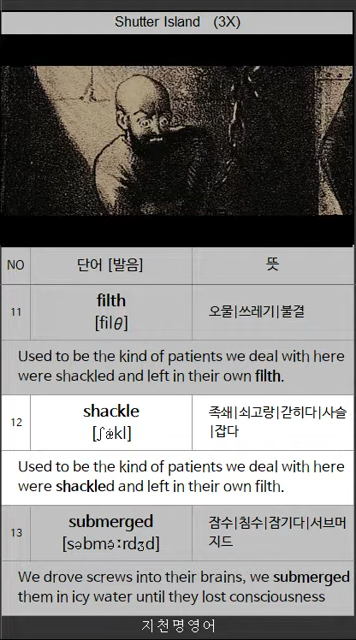 Shutter Island (3X)
NO 단어 [발음] 뜻
11 filth 오물|쓰레기|불결
[filθ]
Used to be the kind of patients we deal with here
were shackled and left in their own filth.
12 shackle 족쇄|쇠고랑|갇히다|사슬
[ʃǽkl] |잡다
Used to be the kind of patients we deal with here
were shackled and left in their own filth.
13 submerged 잠수|침수|잠기다|서브머
[səbmə́ːrdʒd] 지드
We drove screws into their brains, we submerged
them in icy water until they lost consciousness
지천명영어